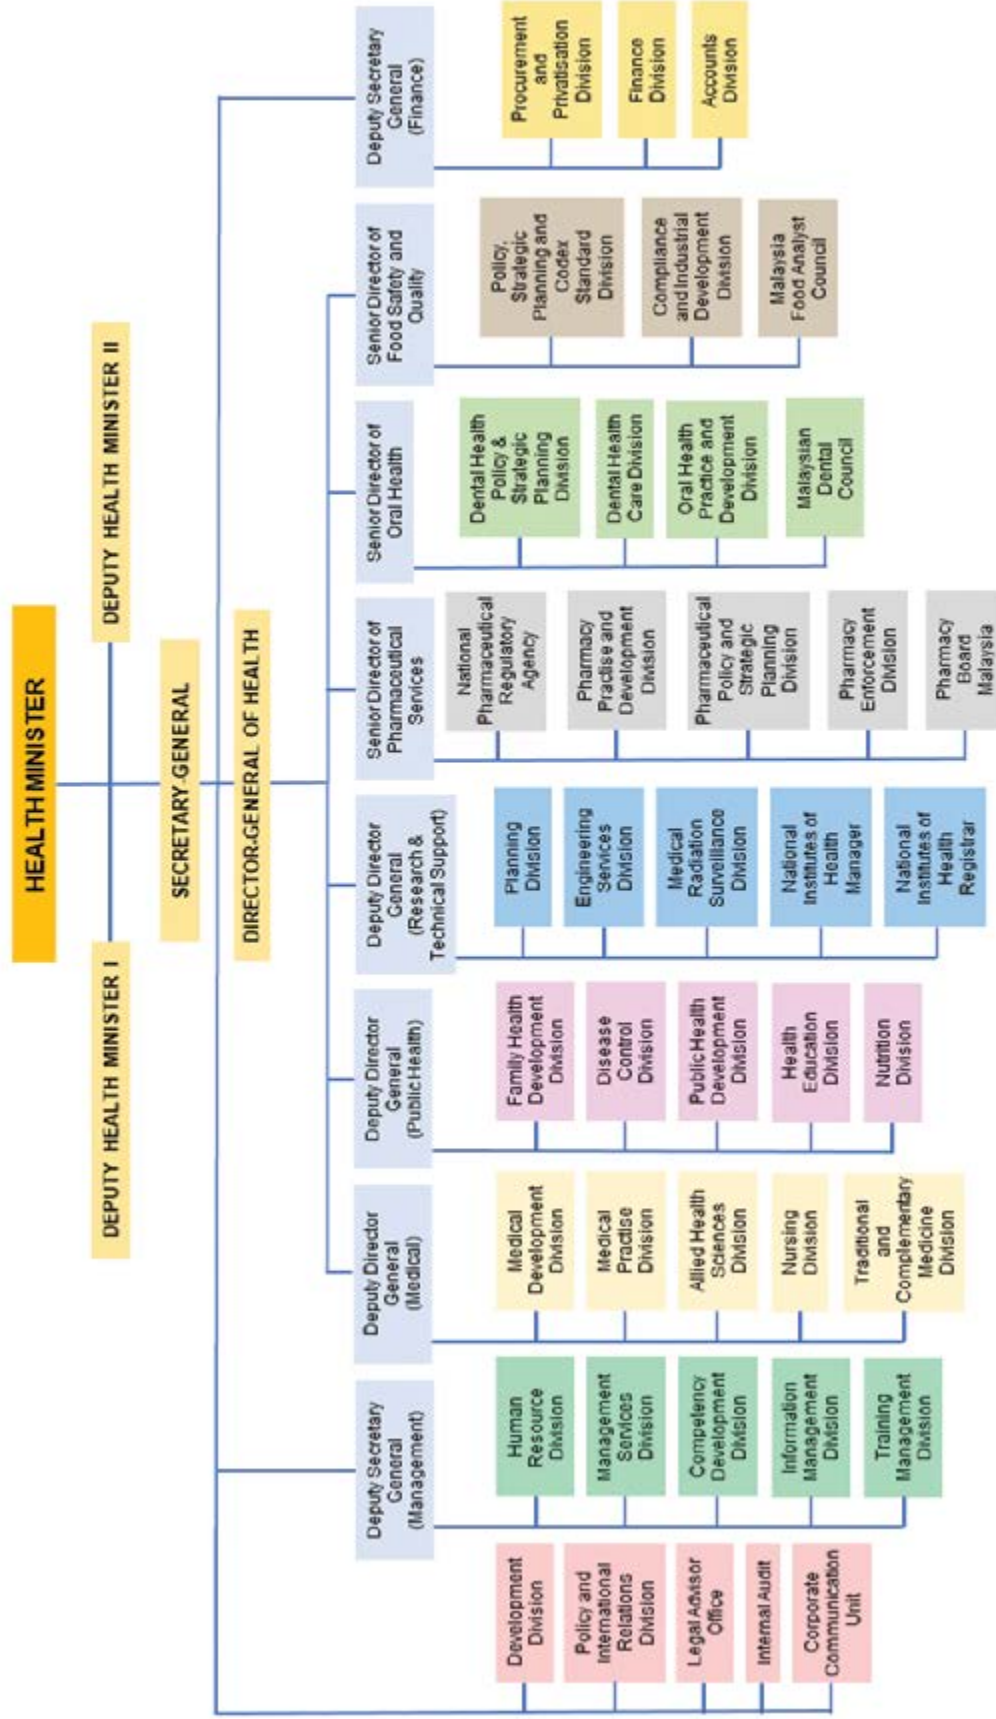 HEALTH MINISTER
DEPUTY HEALTH MINISTER I
DEPUTY HEALTH MINISTER II
SECRETARY-GENERAL
DIRECTOR-GENERAL OF HEALTH
Development
Division
Policy and
International
Relations
Division
Legal Advisor
Office
Internal Audit
Corporate
Communication
Unit
Deputy Secretary
General
(Management)
Human
Resource
Division
Management
Services
Division
Competency
Development
Division
Information
Management
Division
Training
Management
Division
Deputy Director
General
(Medical)
Medical
Development
Division
Medical
Practise
Division
Allied Health
Sciences
Division
Nursing
Division
Traditional
and
Complementary
Medicine
Division
Deputy Director
General
(Public Health)
Family Health
Development
Division
Disease
Control
Division
Public Health
Development
Division
Health
Education
Division
Nutrition
Division
Deputy Director
General
(Research &
Technical Support)
Planning
Division
Engineering
Services
Division
Medical
Radiation
Surveillance
Division
National
Institutes of
Health
Manager
National
Institutes of
Health
Registrar
Senior Director of
Pharmaceutical
Services
National
Pharmaceutical
Regulatory
Agency
Pharmacy
Practise and
Development
Division
Pharmaceutical
Policy and
Strategic
Planning
Division
Pharmacy
Enforcement
Division
Pharmacy
Board
Malaysia
Senior Director of
Oral Health
Dental Health
Policy &
Strategic
Planning
Division
Dental Health
Care Division
Oral Health
Practice and
Development
Division
Malaysian
Dental
Council
Senior Director of
Food Safety and
Quality
Policy,
Strategic
Planning and
Codex
Standard
Division
Compliance
and Industrial
Development
Division
Malaysia
Food Analyst
Council
Deputy Secretary
General
(Finance)
Procurement
and
Privatisation
Division
Finance
Division
Accounts
Division